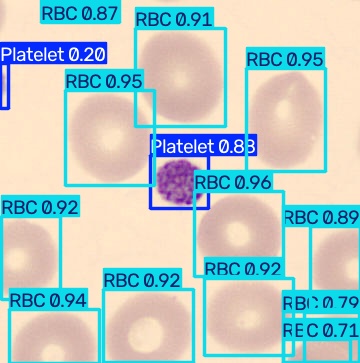 RBC 0.87
RBC 0.91
Platelet 0.20
RBC 0.95
RBC 0.95
Platelet 0.83
RBC 0.96
RBC 0.92
RBC 0.89
RBC 0.92
RBC 0.92
RBC 0.94
RBC 0.79
RBC 0.71